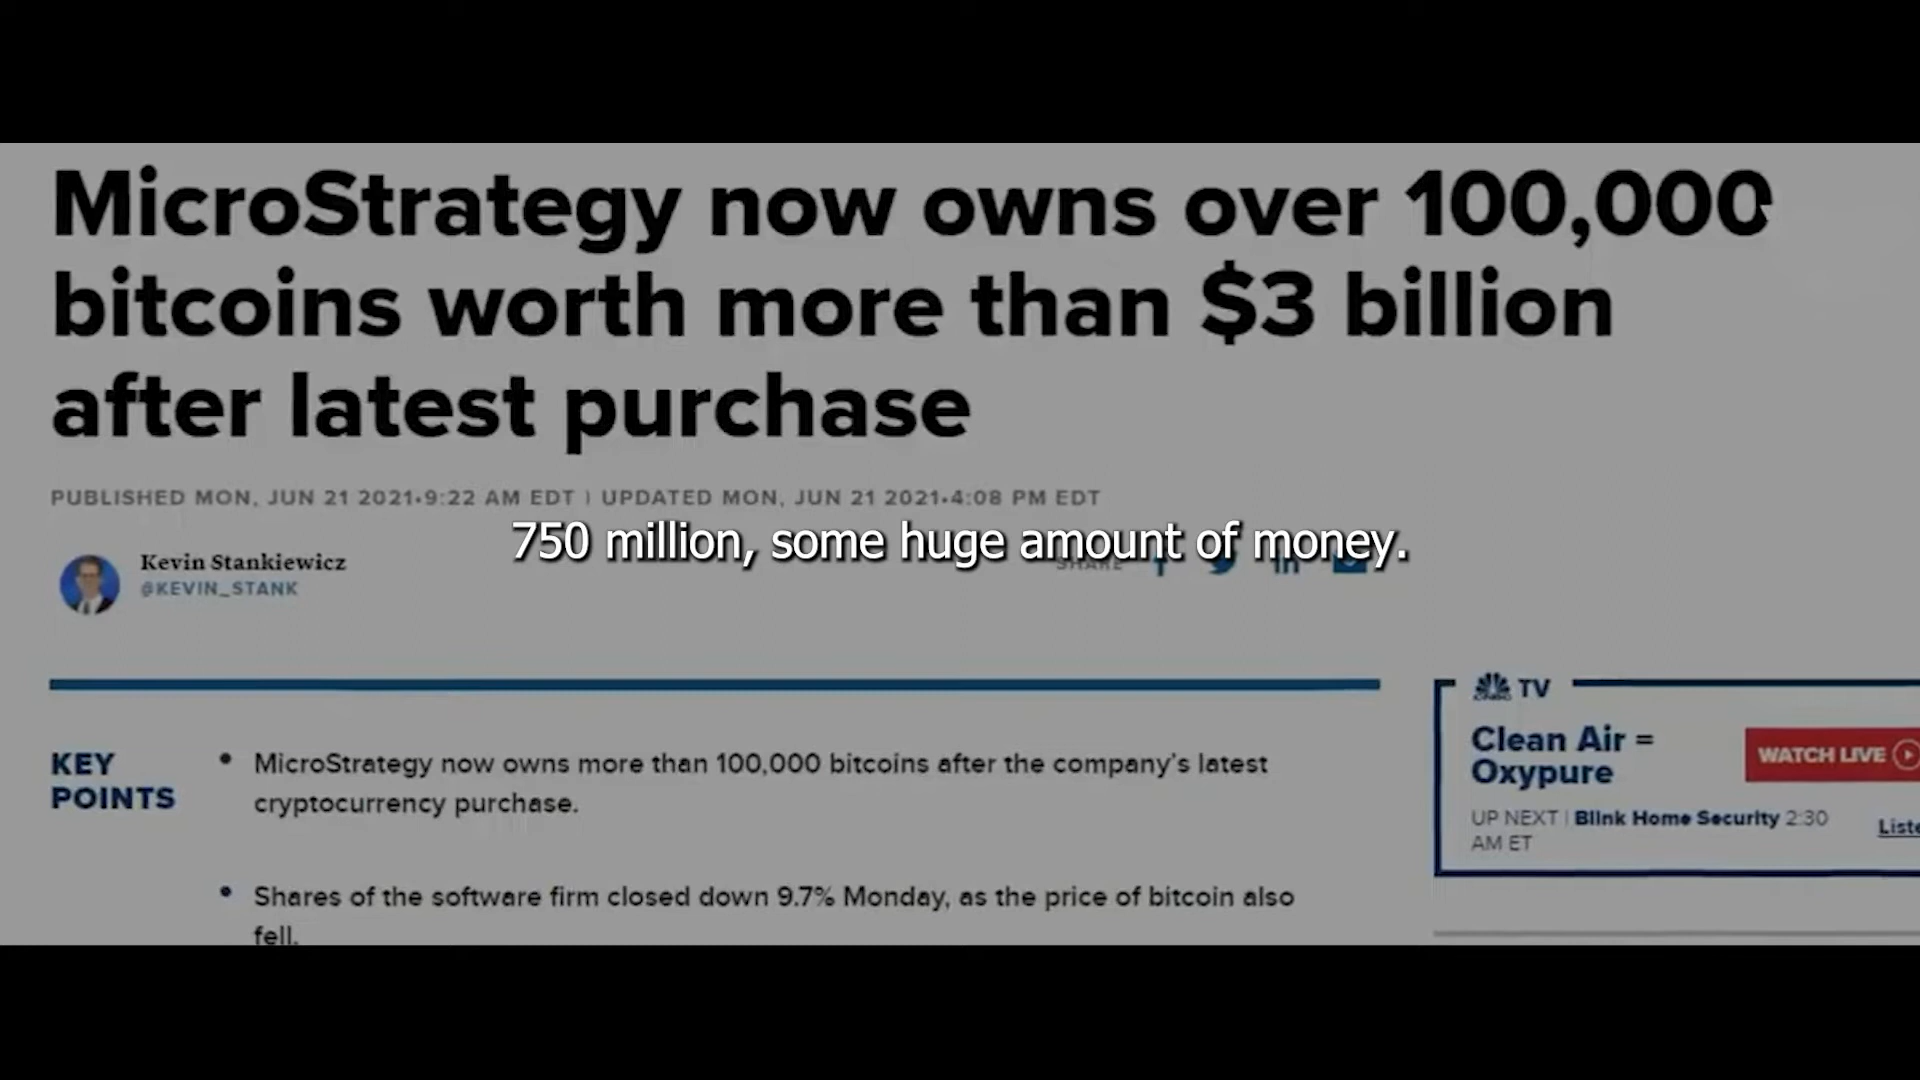 MicroStrategy now owns over 100,000
bitcoins worth more than $3 billion
after latest purchase
PUBLISHED MON, JUN 21 2021•9:22 AM EDT | UPDATED MON, JUN 21 2021•4:08 PM EDT
750 million, some huge amount of money.
Kevin Stankiewicz
@KEVIN_STANK
SHARE
KEY
POINTS
• MicroStrategy now owns more than 100,000 bitcoins after the company's latest
cryptocurrency purchase.
• Shares of the software firm closed down 9.7% Monday, as the price of bitcoin also
fell.
CNBC TV
Clean Air =
Oxypure
WATCH LIVE
UP NEXT | Blink Home Security 2:30
AM ET
Liste